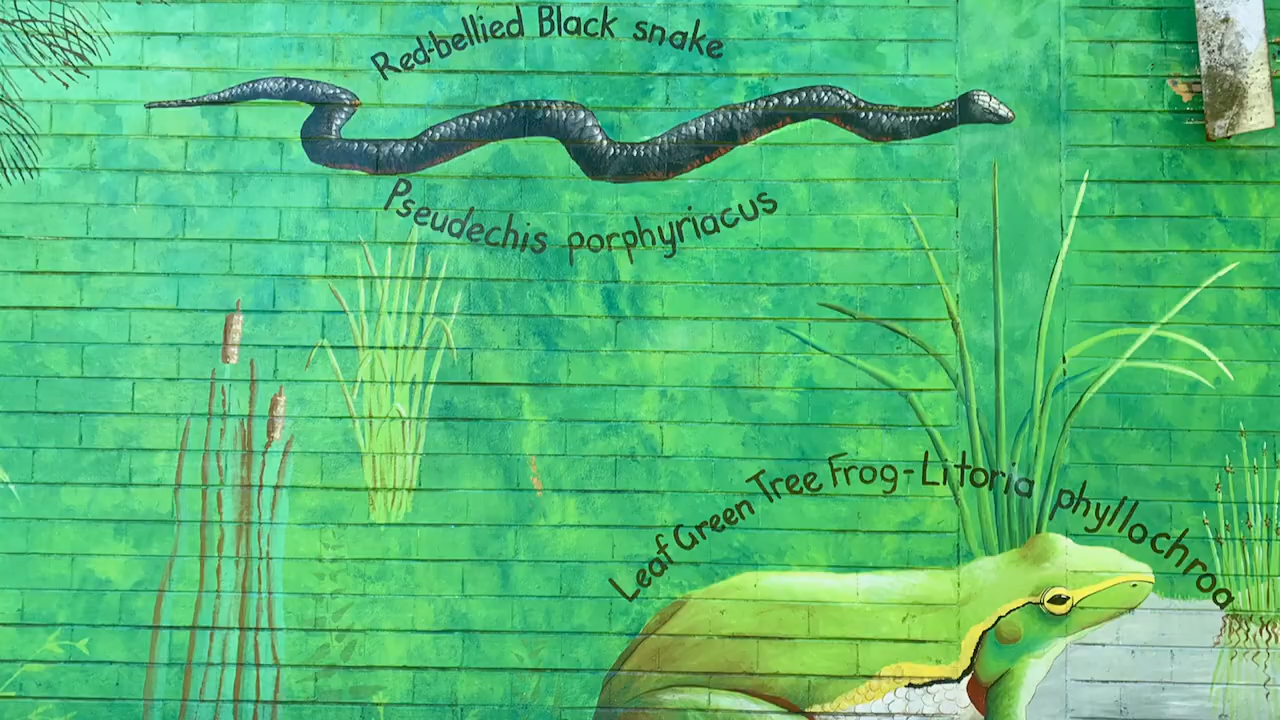 Red-bellied Black snake
Pseudechis porphyriacus
Leaf Green Tree Frog-Litoria phyllochroa